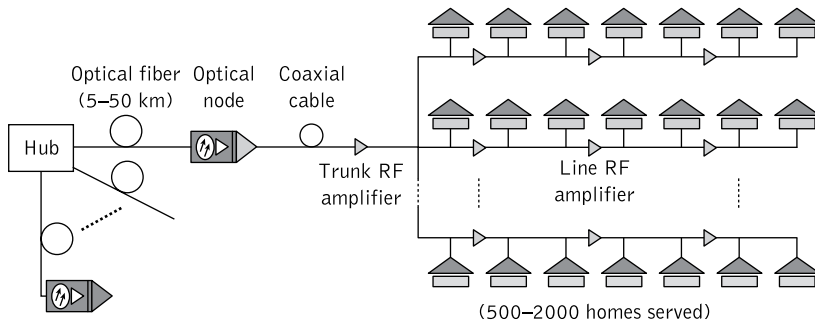 Optical fiber
(5–50 km)
Optical
node
Coaxial
cable
Hub
Trunk RF
amplifier
Line RF
amplifier
(500–2000 homes served)